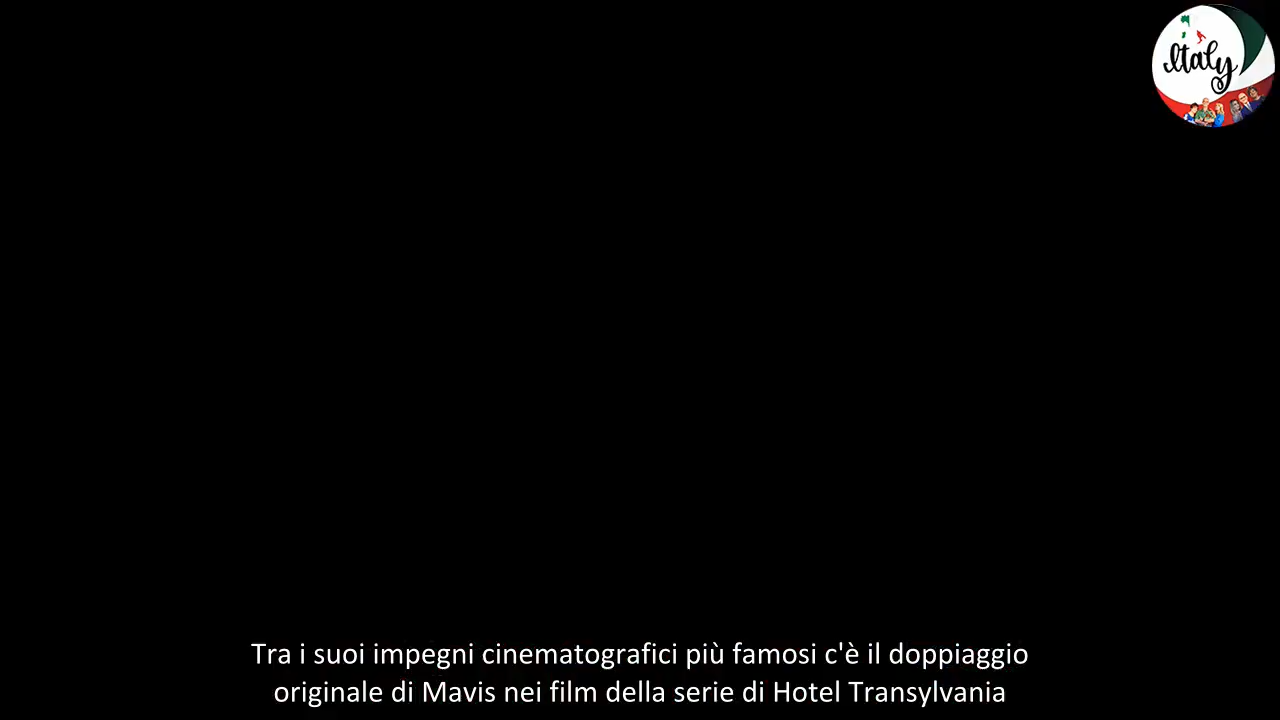 Italy
Tra i suoi impegni cinematografici più famosi c'è il doppiaggio
originale di Mavis nei film della serie di Hotel Transylvania